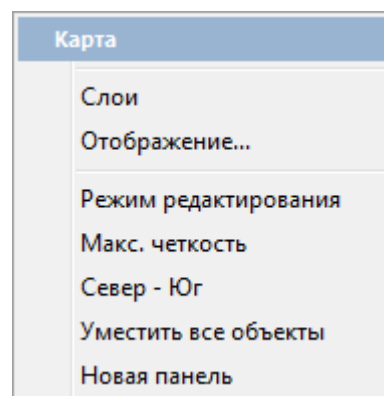 Карта
Слои
Отображение...
Режим редактирования
Макс. четкость
Север - Юг
Уместить все объекты
Новая панель